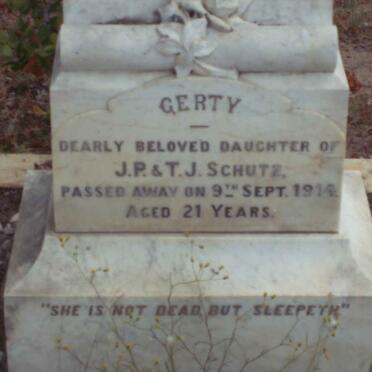 GERTY
DEARLY BELOVED DAUGHTER OF
J.P. & T.J. SCHUTZ,
PASSED AWAY ON 9TH SEPT. 1914.
AGED 21 YEARS.
"SHE IS NOT DEAD, BUT SLEEPETH"